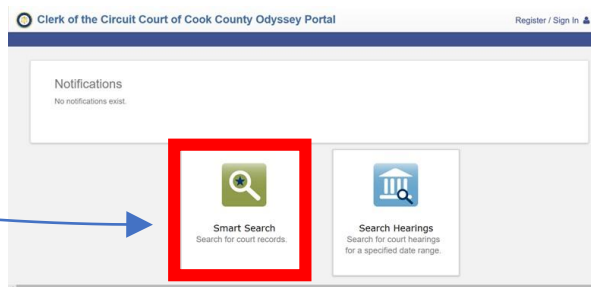 Clerk of the Circuit Court of Cook County Odyssey Portal
Register / Sign In
Notifications
No notifications exist.
Smart Search
Search for court records.
Search Hearings
Search for court hearings
for a specified date range.